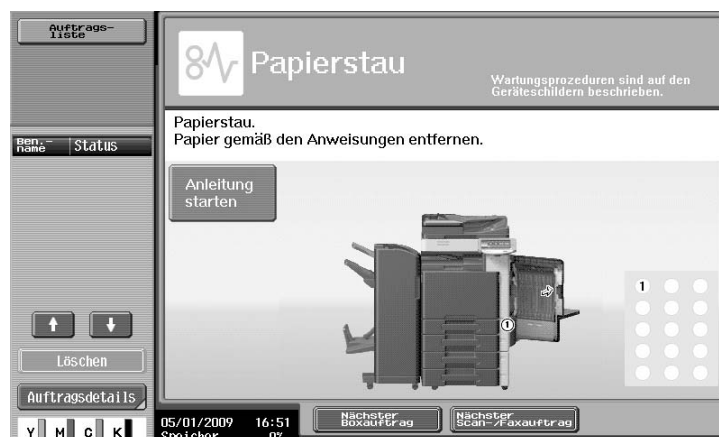 Auftrags-
liste
Papierstau
Wartungsprozeduren sind auf den
Geräteschildern beschrieben.
Papierstau.
Papier gemäß den Anweisungen entfernen.
Ben.-
name
Status
Anleitung
starten
1
1
Löschen
Auftragsdetails
Y M C K
05/01/2009 16:51
Speicher 0%
Nächster
Boxauftrag
Nächster
Scan-/Faxauftrag